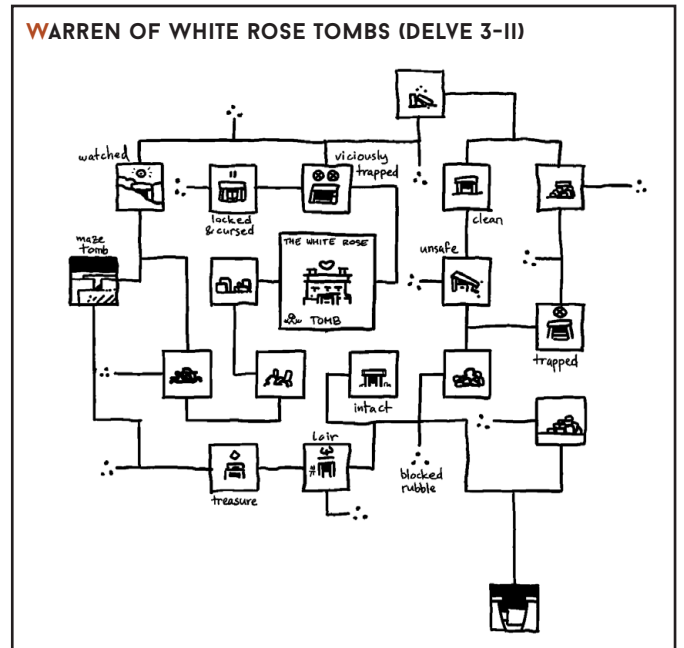 WARREN OF WHITE ROSE TOMBS (DELVE 3-11)
watched
viciously
trapped
locked
& cursed
clean
maze
tomb
THE WHITE ROSE
TOMB
unsafe
trapped
intact
lair
treasure
blocked
rubble